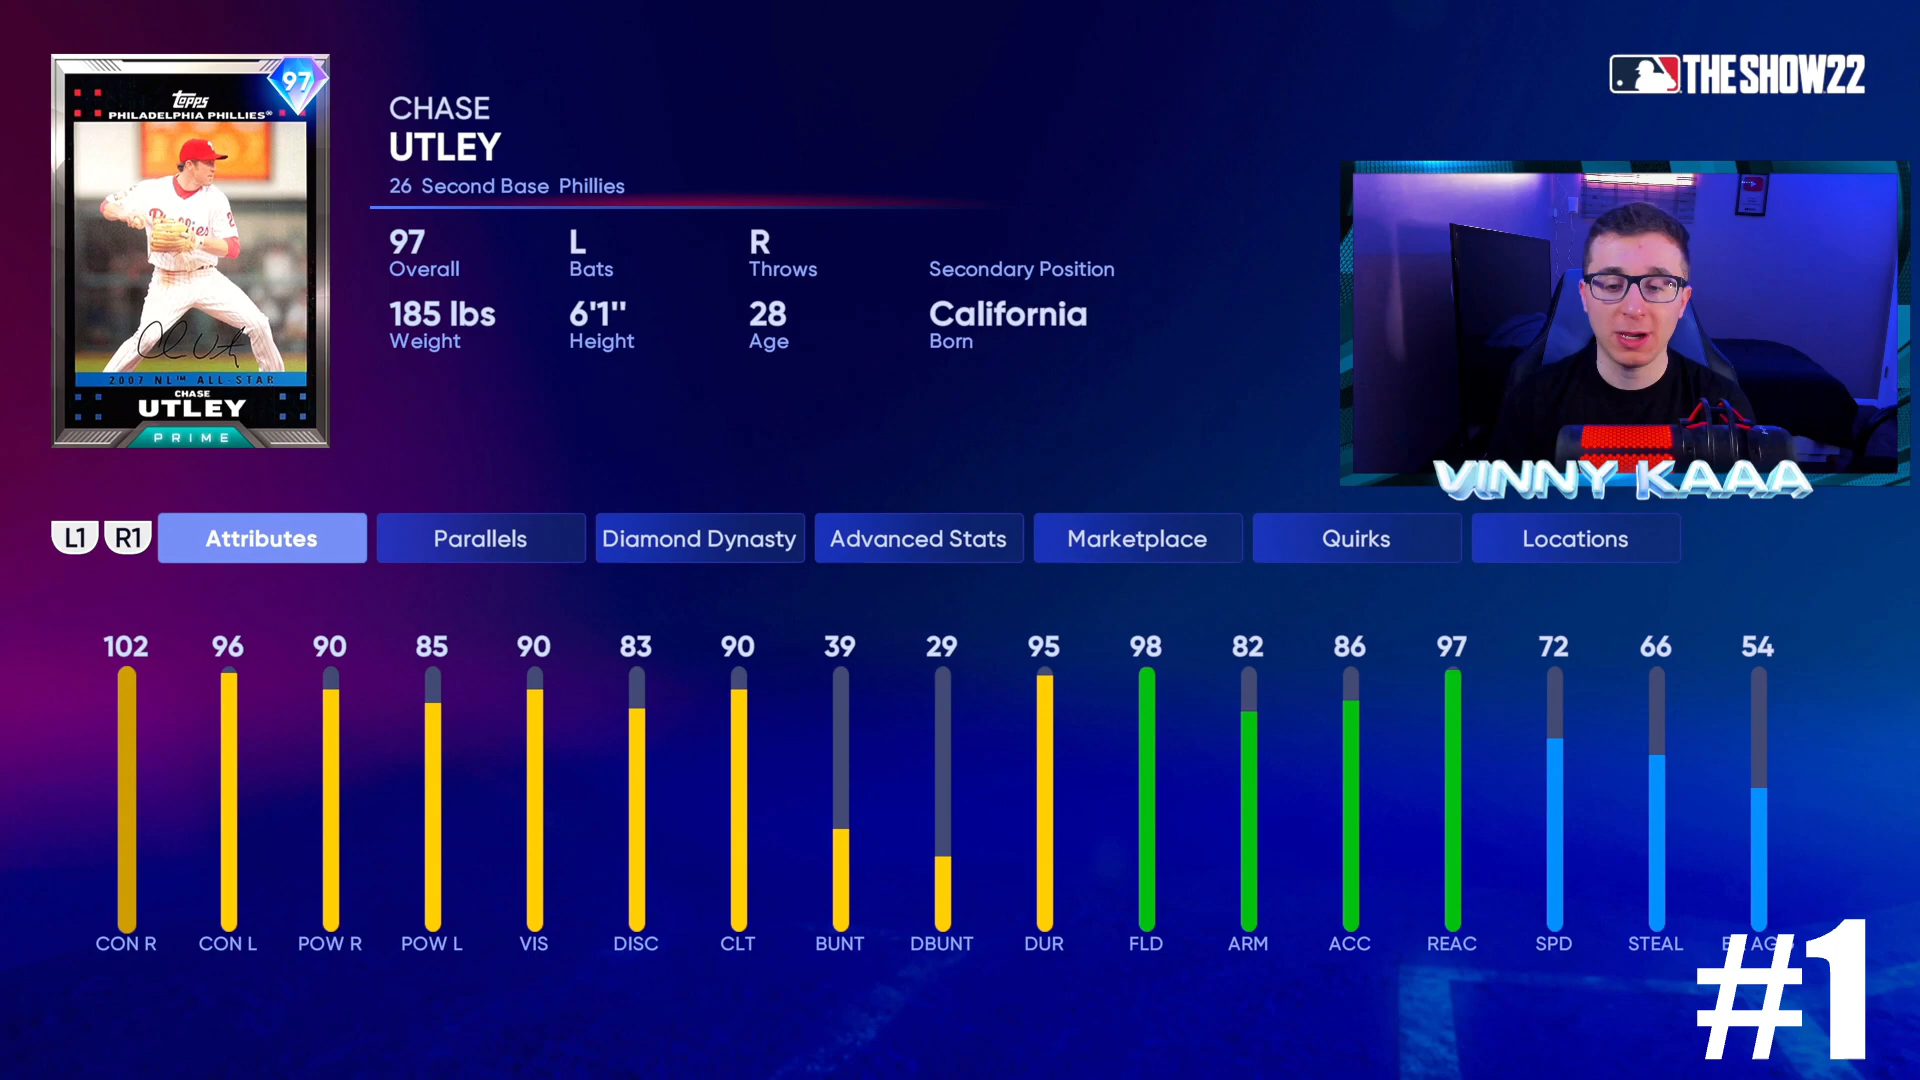 97
Topps
PHILADELPHIA PHILLIES®
2007 NL™ ALL-STAR
CHASE
UTLEY
PRIME
CHASE
UTLEY
26 Second Base Phillies
97 L R
Overall Bats Throws Secondary Position
185 lbs 6'1" 28 California
Weight Height Age Born
THE SHOW22
VINNY KAAA
L1 R1 Attributes Parallels Diamond Dynasty Advanced Stats Marketplace Quirks Locations
102 96 90 85 90 83 90 39 29 95 98 82 86 97 72 66 54
CON R CON L POW R POW L VIS DISC CLT BUNT DBUNT DUR FLD ARM ACC REAC SPD STEAL
#1